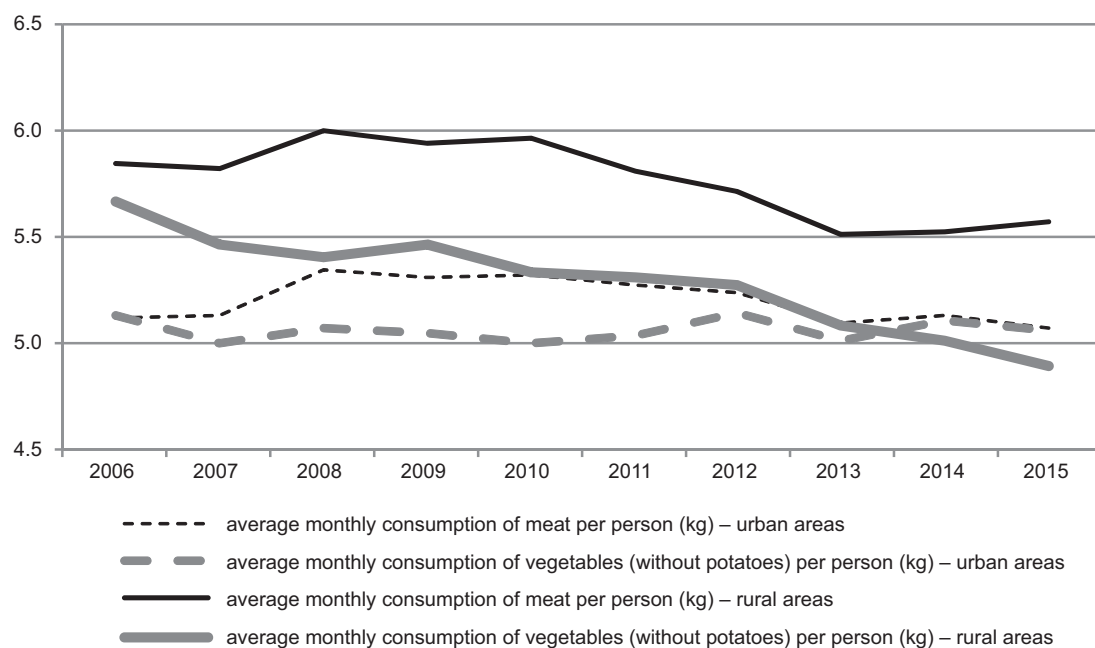 6.5
6.0
5.5
5.0
4.5
2006 2007 2008 2009 2010 2011 2012 2013 2014 2015
average monthly consumption of meat per person (kg) – urban areas
average monthly consumption of vegetables (without potatoes) per person (kg) – urban areas
average monthly consumption of meat per person (kg) – rural areas
average monthly consumption of vegetables (without potatoes) per person (kg) – rural areas